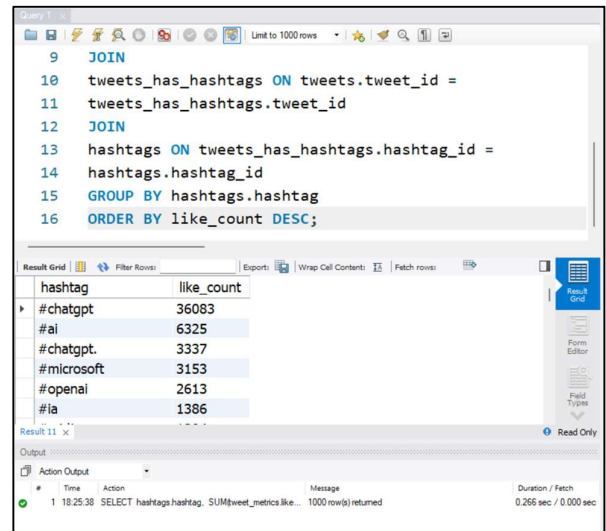 Query 1
Limit to 1000 rows
9 JOIN
10 tweets_has_hashtags ON tweets.tweet_id =
11 tweets_has_hashtags.tweet_id
12 JOIN
13 hashtags ON tweets_has_hashtags.hashtag_id =
14 hashtags.hashtag_id
15 GROUP BY hashtags.hashtag
16 ORDER BY like_count DESC;
Result Grid Filter Rows: Export: Wrap Cell Content: Fetch rows:
Result Grid
Form Editor
Field Types
hashtag like_count
#chatgpt 36083
#ai 6325
#chatgpt. 3337
#microsoft 3153
#openai 2613
#ia 1386
Result 11 Read Only
Output
Action Output
# Time Action Message Duration / Fetch
1 18:25:38 SELECT hashtags.hashtag, SUM(tweet_metrics.like... 1000 row(s) returned 0.266 sec / 0.000 sec